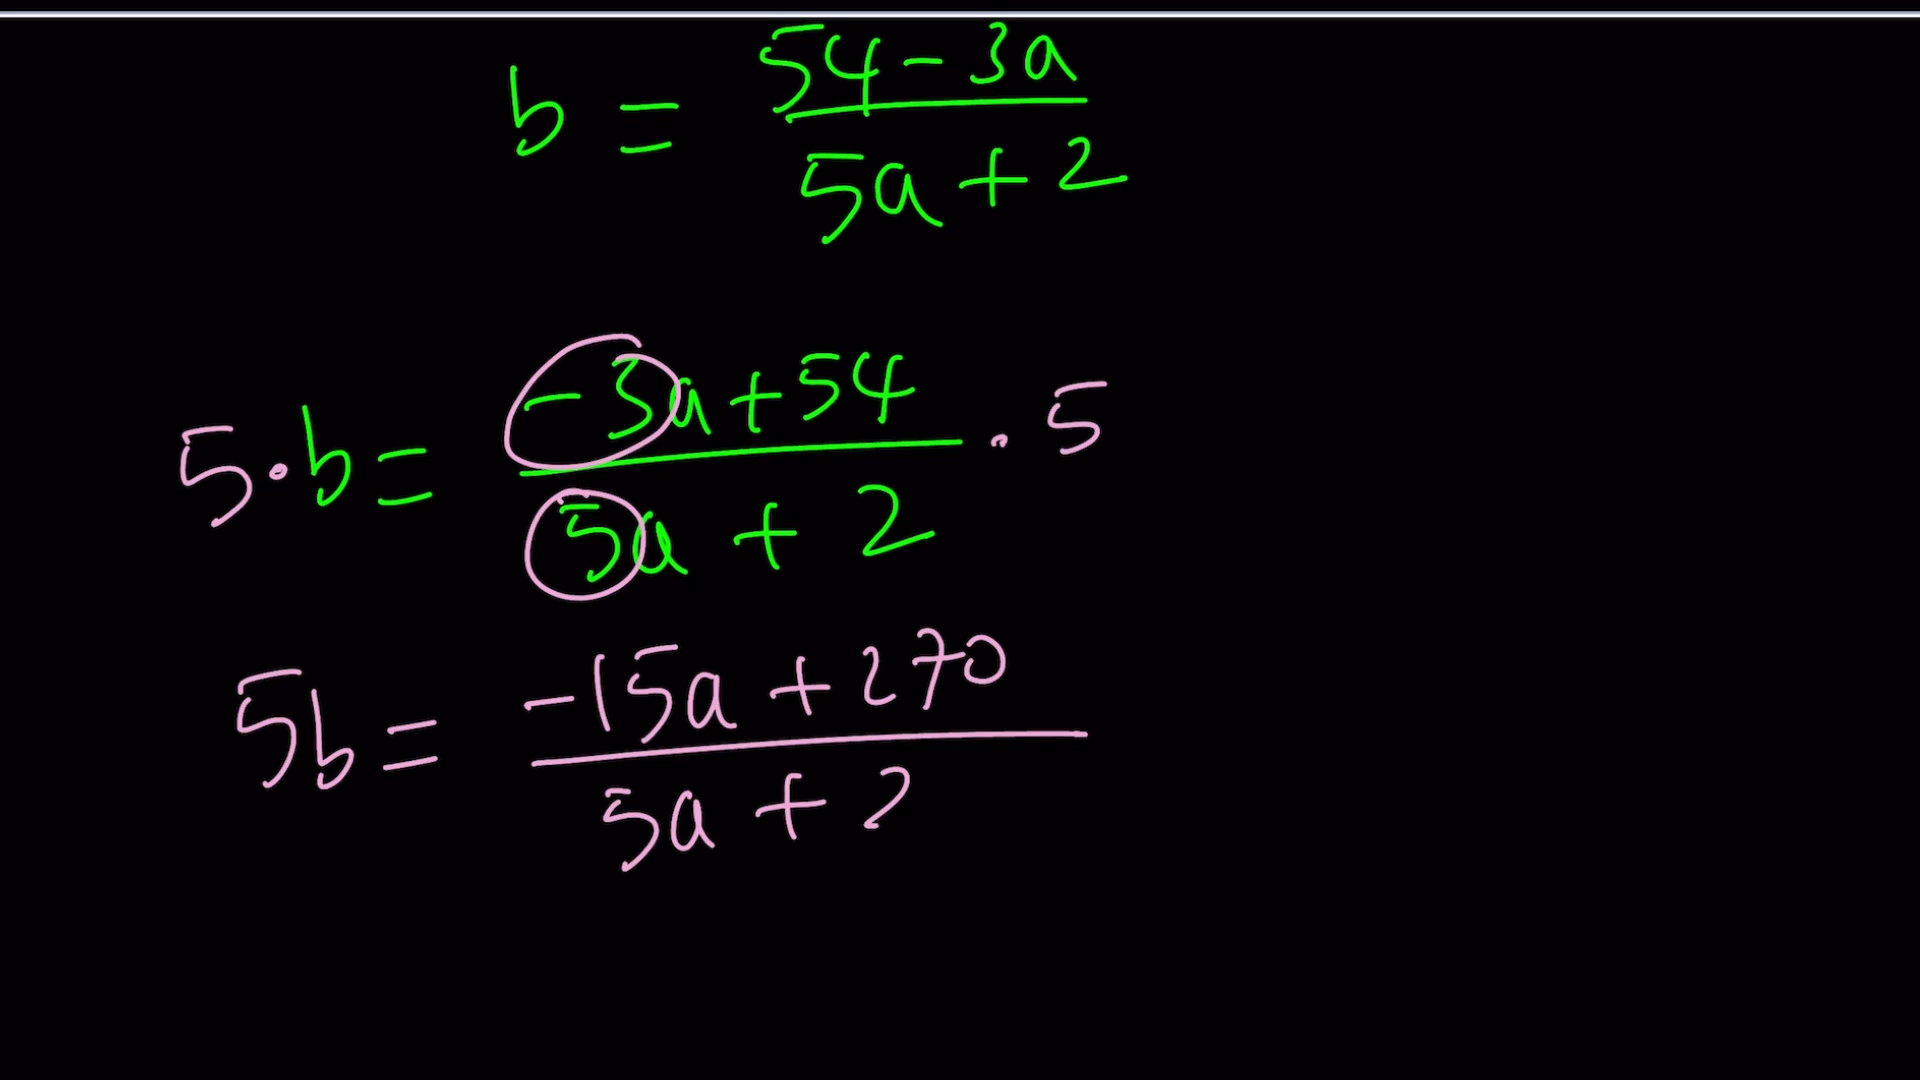 b = (54 - 3a)/(5a + 2)
5·b = (-3a + 54)/(5a + 2) · 5
5b = (-15a + 270)/(5a + 2)